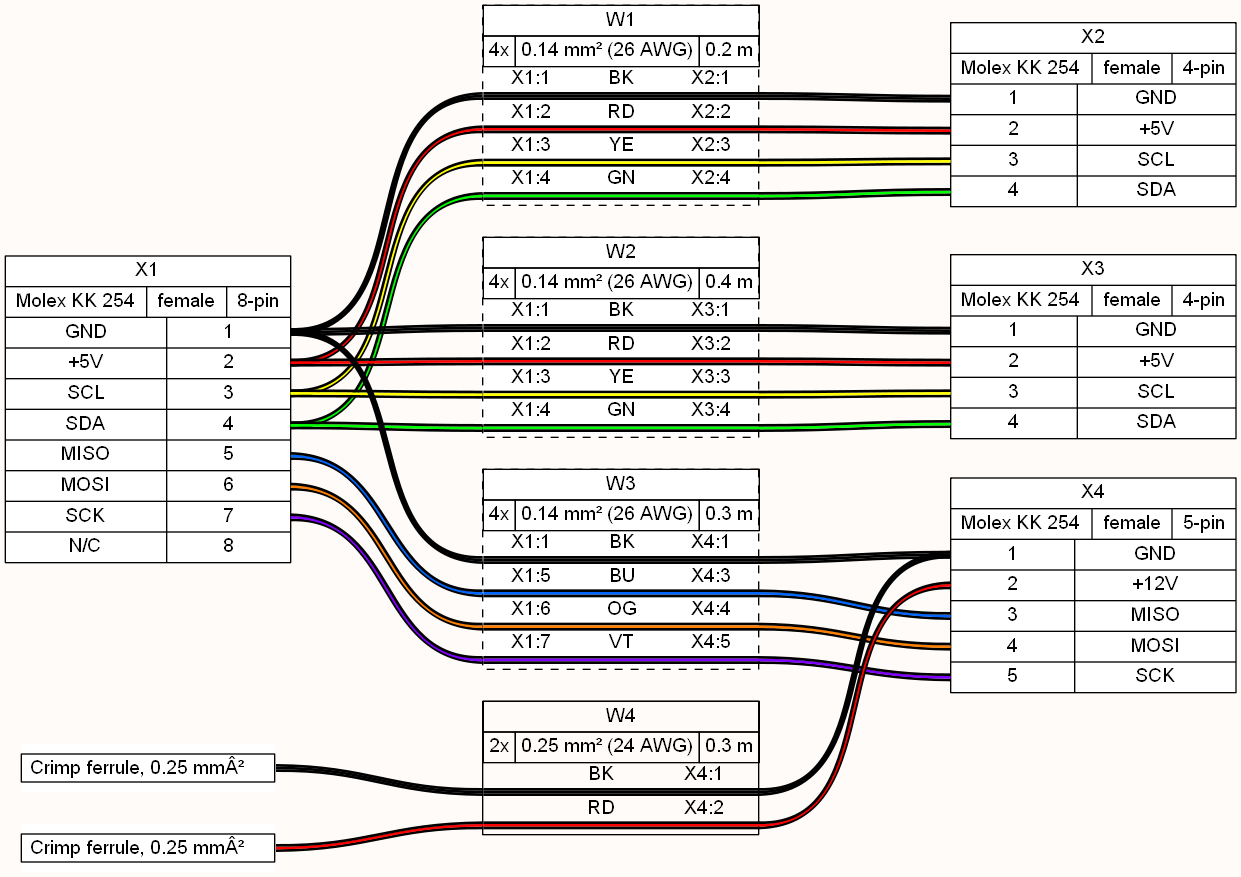 W1
4x 0.14 mm² (26 AWG) 0.2 m
X1:1 BK X2:1
X1:2 RD X2:2
X1:3 YE X2:3
X1:4 GN X2:4
X2
Molex KK 254 female 4-pin
1 GND
2 +5V
3 SCL
4 SDA
X1
Molex KK 254 female 8-pin
GND 1
+5V 2
SCL 3
SDA 4
MISO 5
MOSI 6
SCK 7
N/C 8
W2
4x 0.14 mm² (26 AWG) 0.4 m
X1:1 BK X3:1
X1:2 RD X3:2
X1:3 YE X3:3
X1:4 GN X3:4
X3
Molex KK 254 female 4-pin
1 GND
2 +5V
3 SCL
4 SDA
W3
4x 0.14 mm² (26 AWG) 0.3 m
X1:1 BK X4:1
X1:5 BU X4:3
X1:6 OG X4:4
X1:7 VT X4:5
X4
Molex KK 254 female 5-pin
1 GND
2 +12V
3 MISO
4 MOSI
5 SCK
W4
2x 0.25 mm² (24 AWG) 0.3 m
BK X4:1
RD X4:2
Crimp ferrule, 0.25 mmÂ²
Crimp ferrule, 0.25 mmÂ²